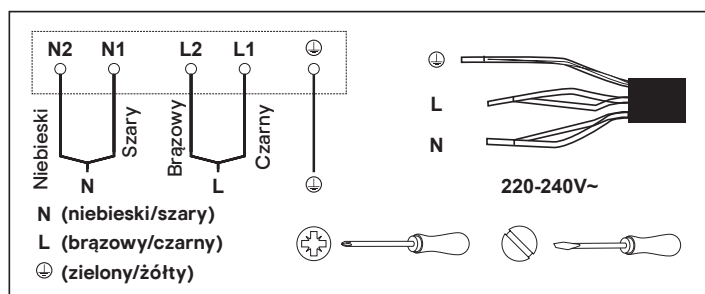 N2 N1 L2 L1 ⏚
Niebieski
Szary
Brązowy
Czarny
N L ⏚
N (niebieski/szary)
L (brązowy/czarny)
⏚ (zielony/żółty)
⏚
L
N
220-240V~